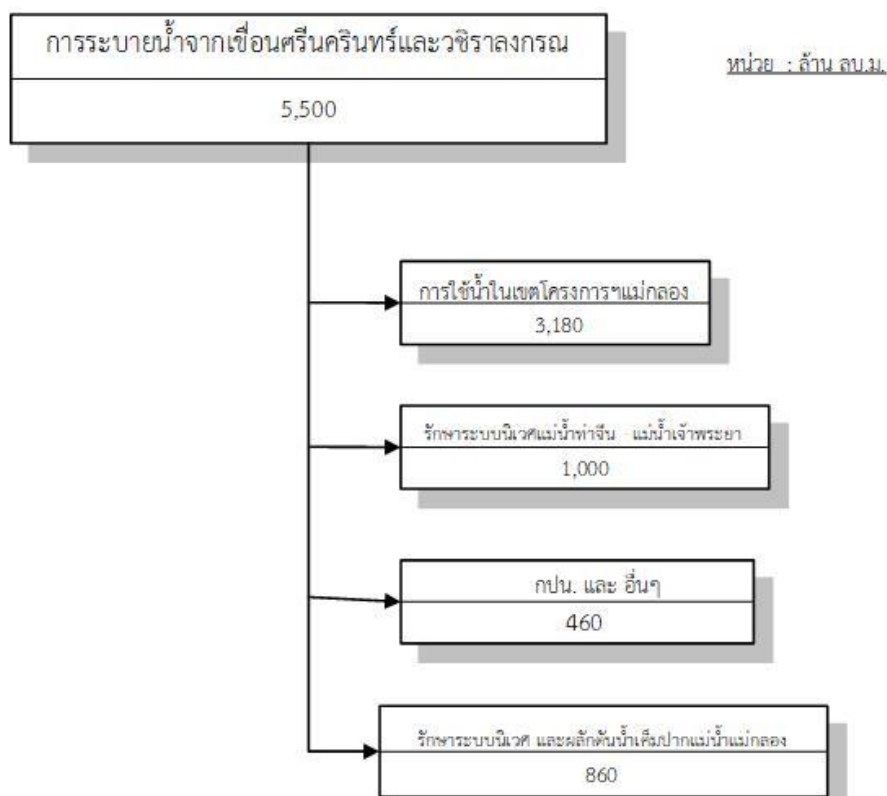 การระบายน้ำจากเขื่อนศรีนครินทร์และวชิราลงกรณ
5,500
หน่วย : ล้าน ลบ.ม.
การใช้น้ำในเขตโครงการฯแม่กลอง
3,180
รักษาระบบนิเวศแม่น้ำท่าจีน - แม่น้ำเจ้าพระยา
1,000
กปน. และ อื่นๆ
460
รักษาระบบนิเวศ และผลักดันน้ำเค็มปากแม่น้ำแม่กลอง
860